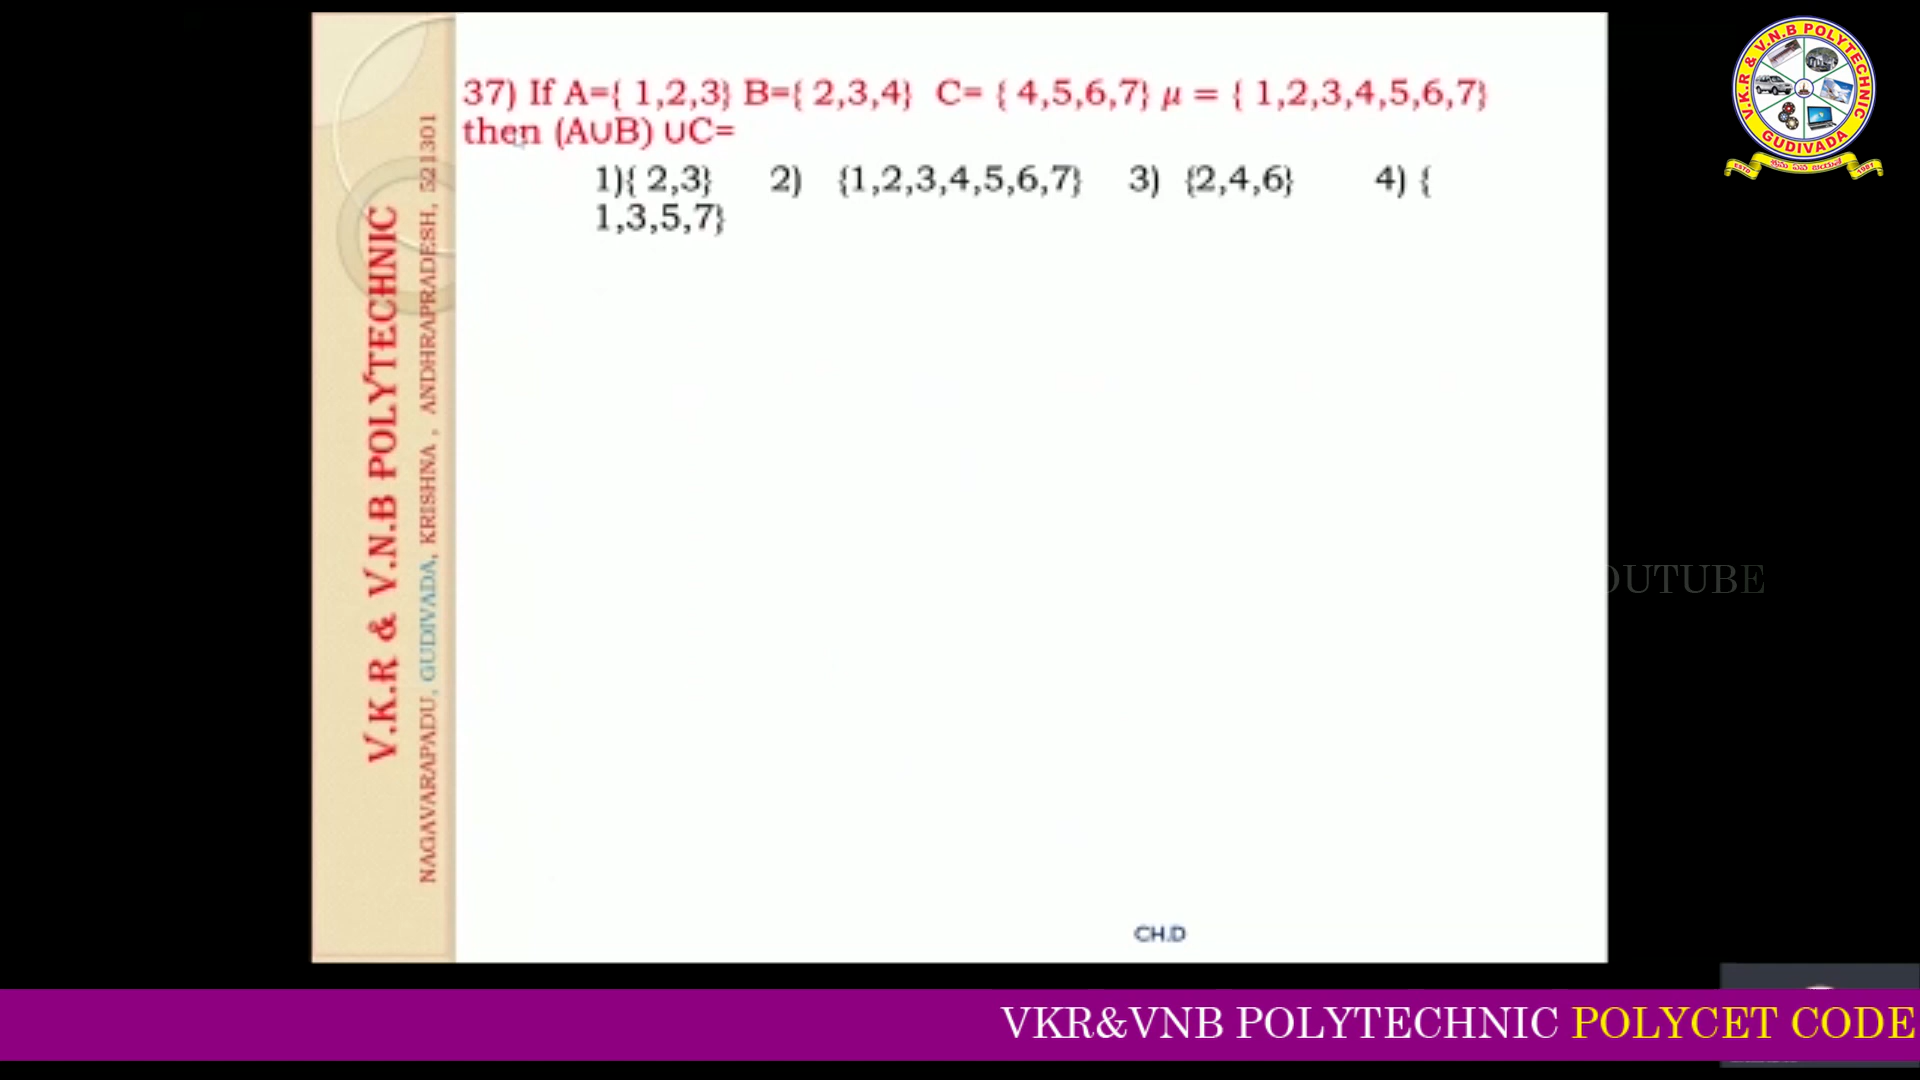 37) If A={ 1,2,3} B={ 2,3,4} C= { 4,5,6,7} μ = { 1,2,3,4,5,6,7}
then (A∪B) ∪C=
1){ 2,3} 2) {1,2,3,4,5,6,7} 3) {2,4,6} 4) {
1,3,5,7}
V.K.R & V.N.B POLYTECHNIC
NAGAVARAPADU, GUDIVADA, KRISHNA , ANDHRAPRADESH, 521301
CH.D
V.K.R & V.N.B POLYTECHNIC
GUDIVADA
OUTUBE
VKR&VNB POLYTECHNIC POLYCET CODE